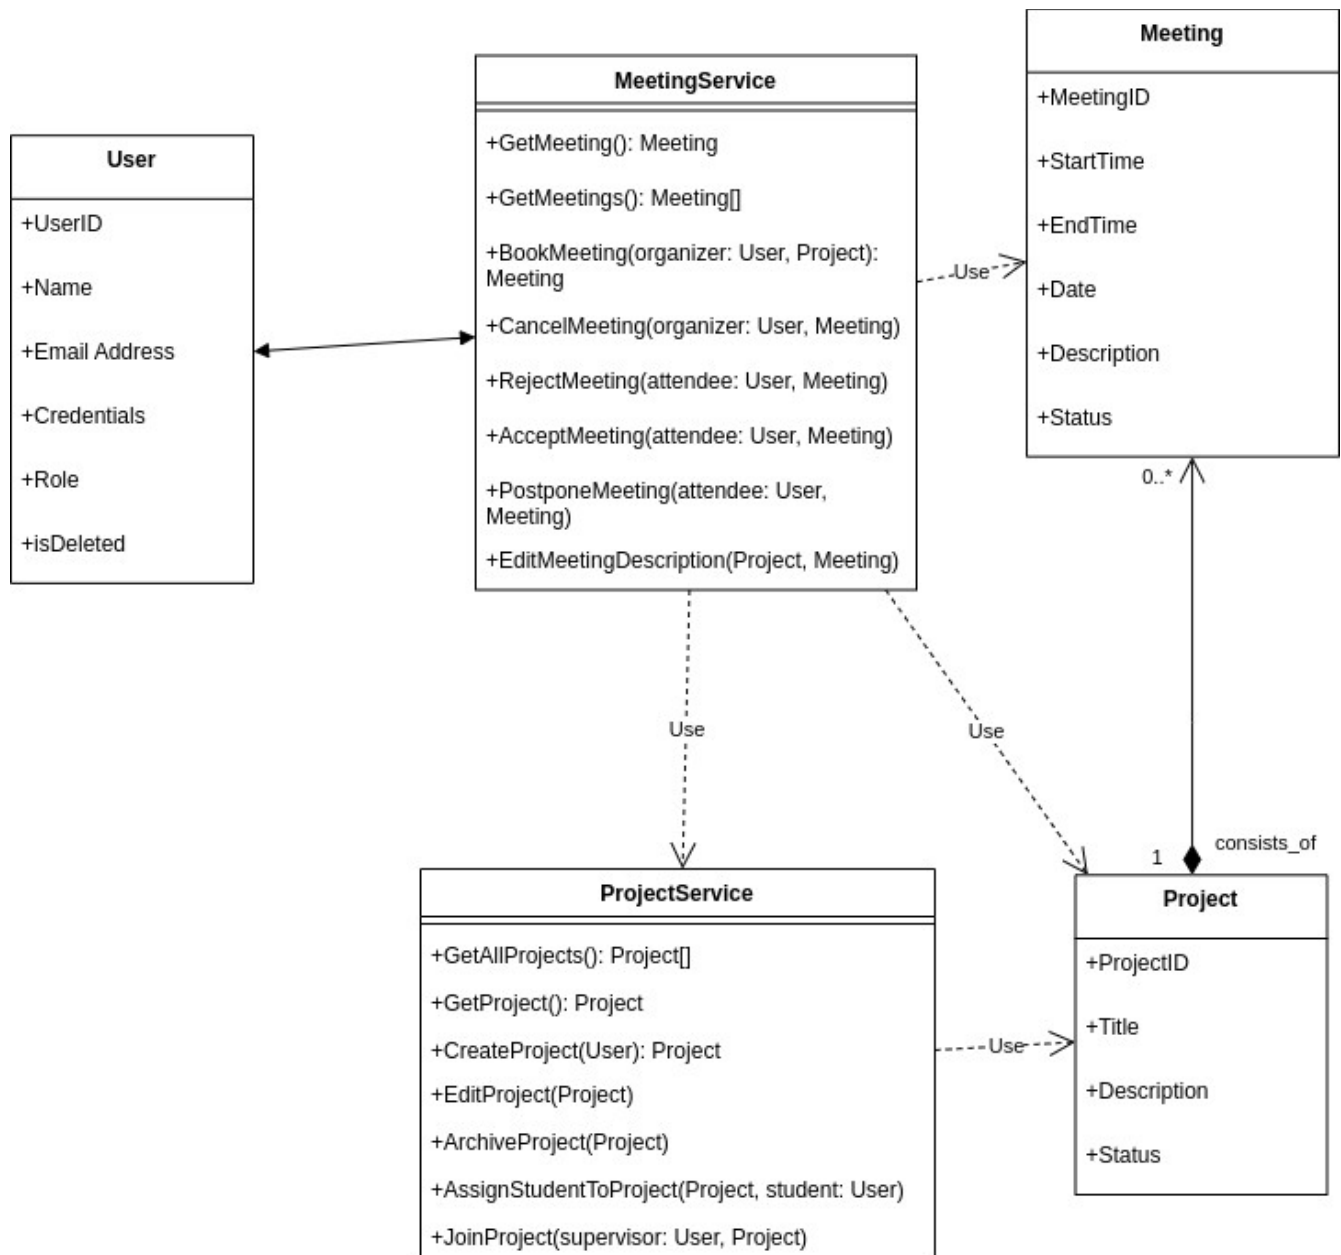 User
+UserID
+Name
+Email Address
+Credentials
+Role
+isDeleted
MeetingService
+GetMeeting(): Meeting
+GetMeetings(): Meeting[]
+BookMeeting(organizer: User, Project):
Meeting
+CancelMeeting(organizer: User, Meeting)
+RejectMeeting(attendee: User, Meeting)
+AcceptMeeting(attendee: User, Meeting)
+PostponeMeeting(attendee: User,
Meeting)
+EditMeetingDescription(Project, Meeting)
Use
Meeting
+MeetingID
+StartTime
+EndTime
+Date
+Description
+Status
0..*
Use
Use
1
consists_of
ProjectService
+GetAllProjects(): Project[]
+GetProject(): Project
+CreateProject(User): Project
+EditProject(Project)
+ArchiveProject(Project)
+AssignStudentToProject(Project, student: User)
+JoinProject(supervisor: User, Project)
Use
Project
+ProjectID
+Title
+Description
+Status